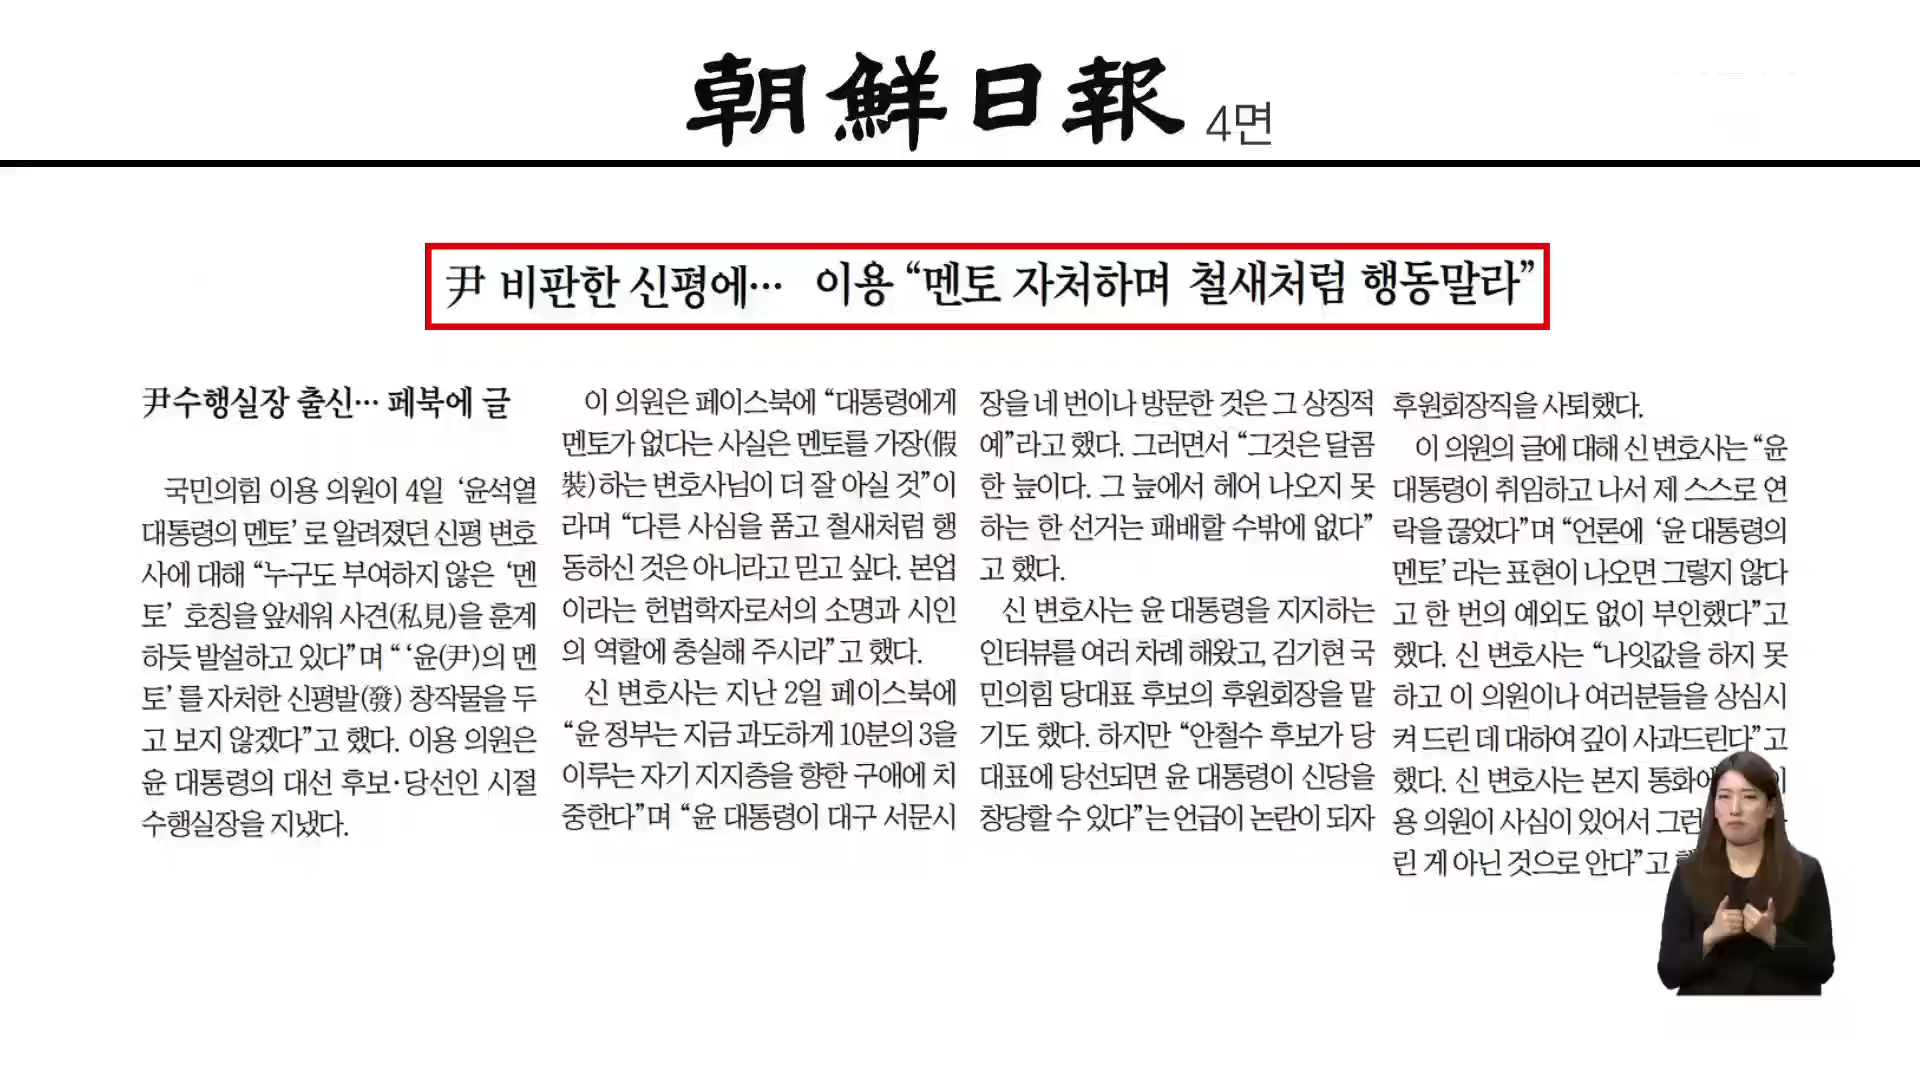 朝鮮日報 4면
尹 비판한 신평에… 이용 “멘토 자처하며 철새처럼 행동말라”
尹수행실장 출신… 페북에 글
국민의힘 이용 의원이 4일 ‘윤석열
대통령의 멘토’로 알려졌던 신평 변호
사에 대해 “누구도 부여하지 않은 ‘멘
토’ 호칭을 앞세워 사견(私見)을 훈계
하듯 발설하고 있다”며 “‘윤(尹)의 멘
토’를 자처한 신평발(發) 창작물을 두
고 보지 않겠다”고 했다. 이용 의원은
윤 대통령의 대선 후보·당선인 시절
수행실장을 지냈다.
이 의원은 페이스북에 “대통령에게
멘토가 없다는 사실은 멘토를 가장(假
裝)하는 변호사님이 더 잘 아실 것”이
라며 “다른 사심을 품고 철새처럼 행
동하신 것은 아니라고 믿고 싶다. 본업
이라는 헌법학자로서의 소명과 시인
의 역할에 충실해 주시라”고 했다.
신 변호사는 지난 2일 페이스북에
“윤 정부는 지금 과도하게 10분의 3을
이루는 자기 지지층을 향한 구애에 치
중한다”며 “윤 대통령이 대구 서문시
장을 네 번이나 방문한 것은 그 상징적
예”라고 했다. 그러면서 “그것은 달콤
한 늪이다. 그 늪에서 헤어 나오지 못
하는 한 선거는 패배할 수밖에 없다”
고 했다.
신 변호사는 윤 대통령을 지지하는
인터뷰를 여러 차례 해왔고, 김기현 국
민의힘 당대표 후보의 후원회장을 맡
기도 했다. 하지만 “안철수 후보가 당
대표에 당선되면 윤 대통령이 신당을
창당할 수 있다”는 언급이 논란이 되자
후원회장직을 사퇴했다.
이 의원의 글에 대해 신 변호사는 “윤
대통령이 취임하고 나서 제 스스로 연
락을 끊었다”며 “언론에 ‘윤 대통령의
멘토’라는 표현이 나오면 그렇지 않다
고 한 번의 예외도 없이 부인했다”고
했다. 신 변호사는 “나잇값을 하지 못
하고 이 의원이나 여러분들을 상심시
켜 드린 데 대하여 깊이 사과드린다”고
했다. 신 변호사는 본지 통화에
용 의원이 사심이 있어서 그런
린 게 아닌 것으로 안다”고